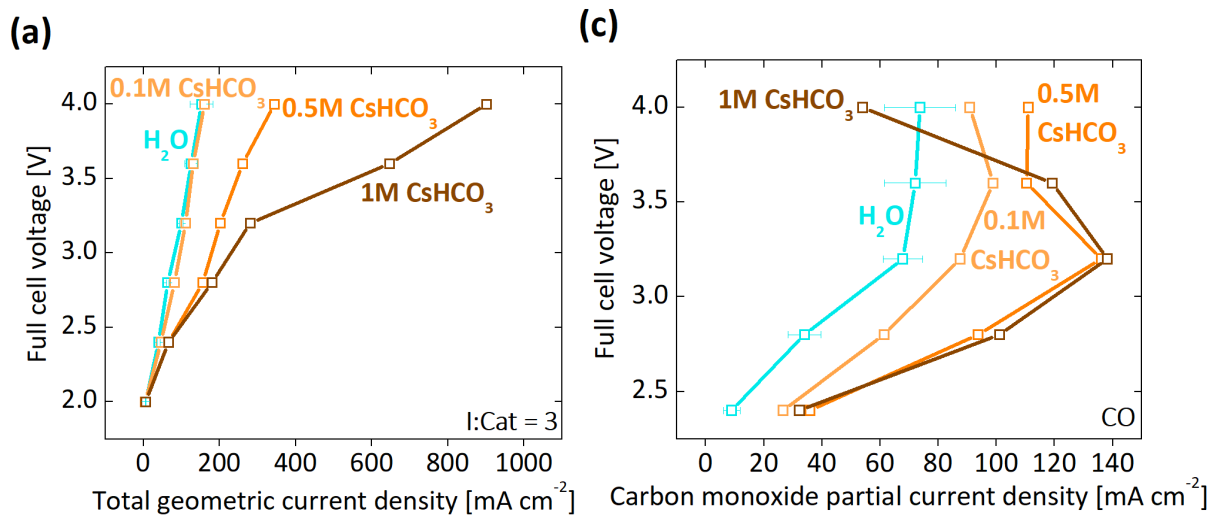 (a)
0.1M CsHCO₃
0.5M CsHCO₃
H₂O
1M CsHCO₃
4.0
3.5
3.0
2.5
2.0
Full cell voltage [V]
I:Cat = 3
0 200 400 600 800 1000
Total geometric current density [mA cm⁻²]
(c)
1M CsHCO₃
0.5M
CsHCO₃
H₂O
0.1M
CsHCO₃
4.0
3.5
3.0
2.5
Full cell voltage [V]
CO
0 20 40 60 80 100 120 140
Carbon monoxide partial current density [mA cm⁻²]